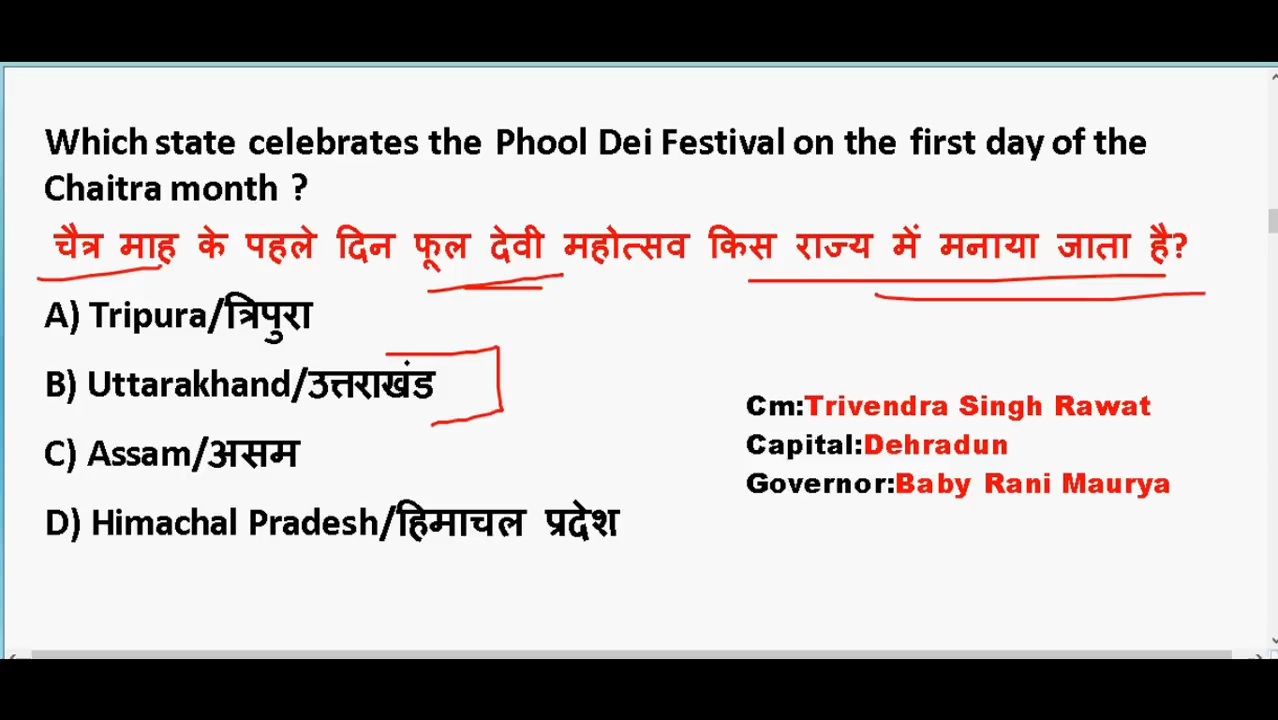 Which state celebrates the Phool Dei Festival on the first day of the
Chaitra month ?
चैत्र माह के पहले दिन फूल देवी महोत्सव किस राज्य में मनाया जाता है?
A) Tripura/त्रिपुरा
B) Uttarakhand/उत्तराखंड
C) Assam/असम
D) Himachal Pradesh/हिमाचल प्रदेश
Cm:Trivendra Singh Rawat
Capital:Dehradun
Governor:Baby Rani Maurya